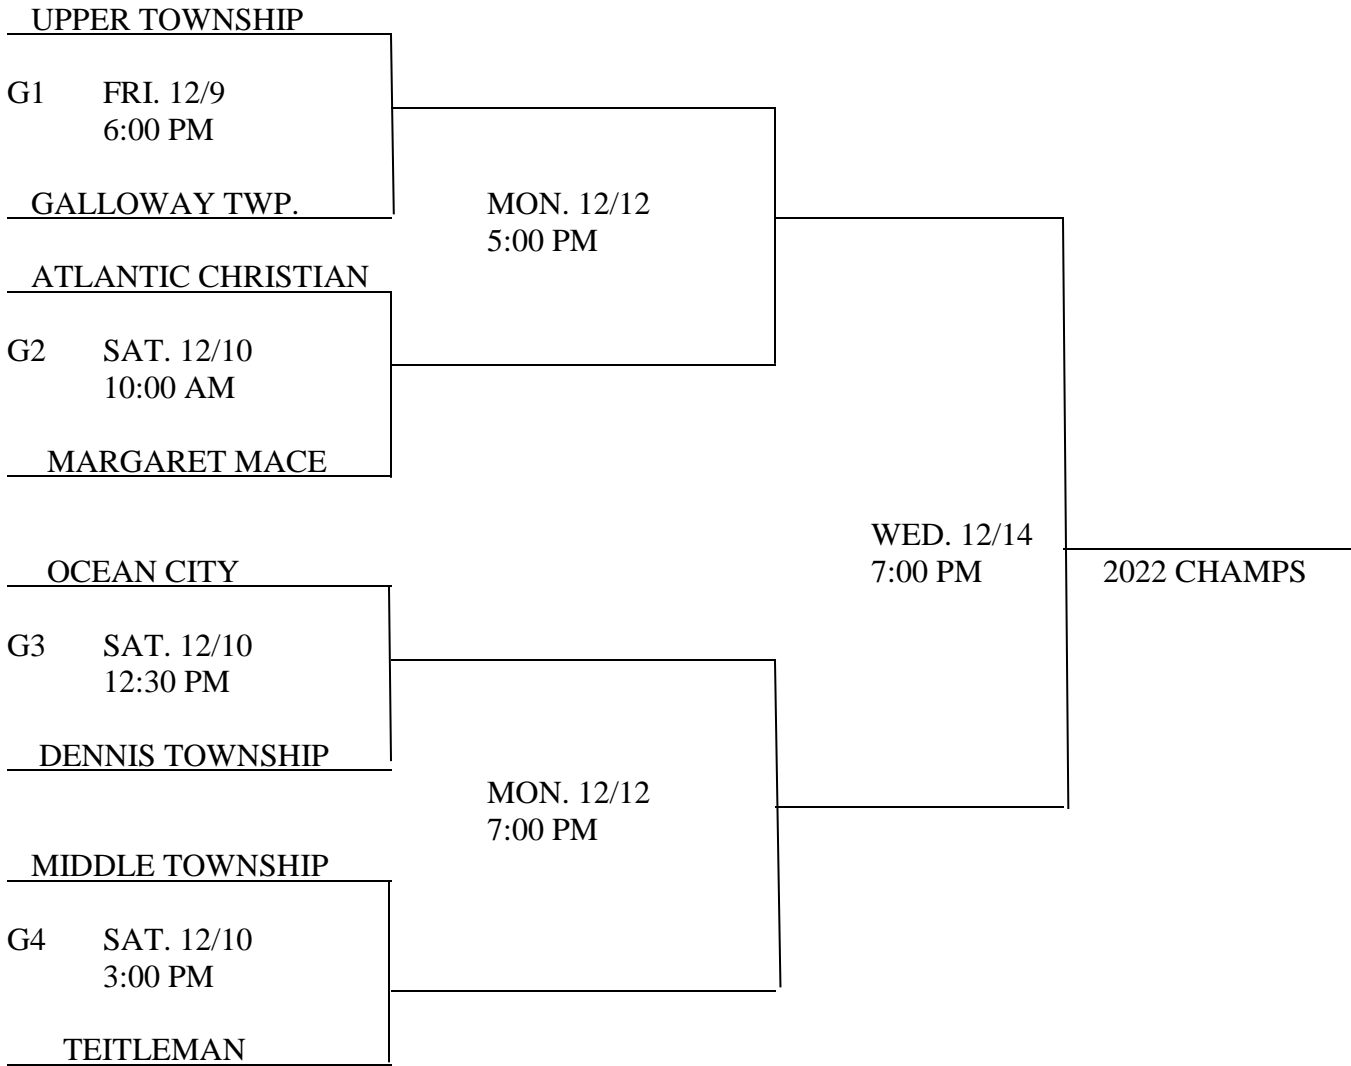 UPPER TOWNSHIP
G1 FRI. 12/9
6:00 PM
GALLOWAY TWP.
MON. 12/12
5:00 PM
ATLANTIC CHRISTIAN
G2 SAT. 12/10
10:00 AM
MARGARET MACE
WED. 12/14
7:00 PM
2022 CHAMPS
OCEAN CITY
G3 SAT. 12/10
12:30 PM
DENNIS TOWNSHIP
MON. 12/12
7:00 PM
MIDDLE TOWNSHIP
G4 SAT. 12/10
3:00 PM
TEITLEMAN